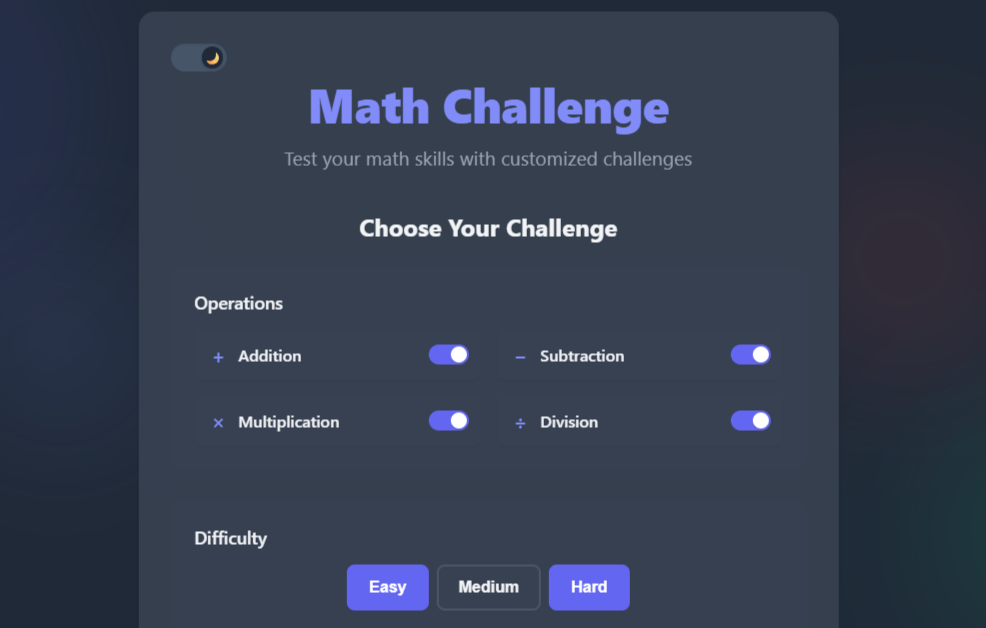 Math Challenge
Test your math skills with customized challenges
Choose Your Challenge
Operations
+ Addition
− Subtraction
× Multiplication
÷ Division
Difficulty
Easy Medium Hard